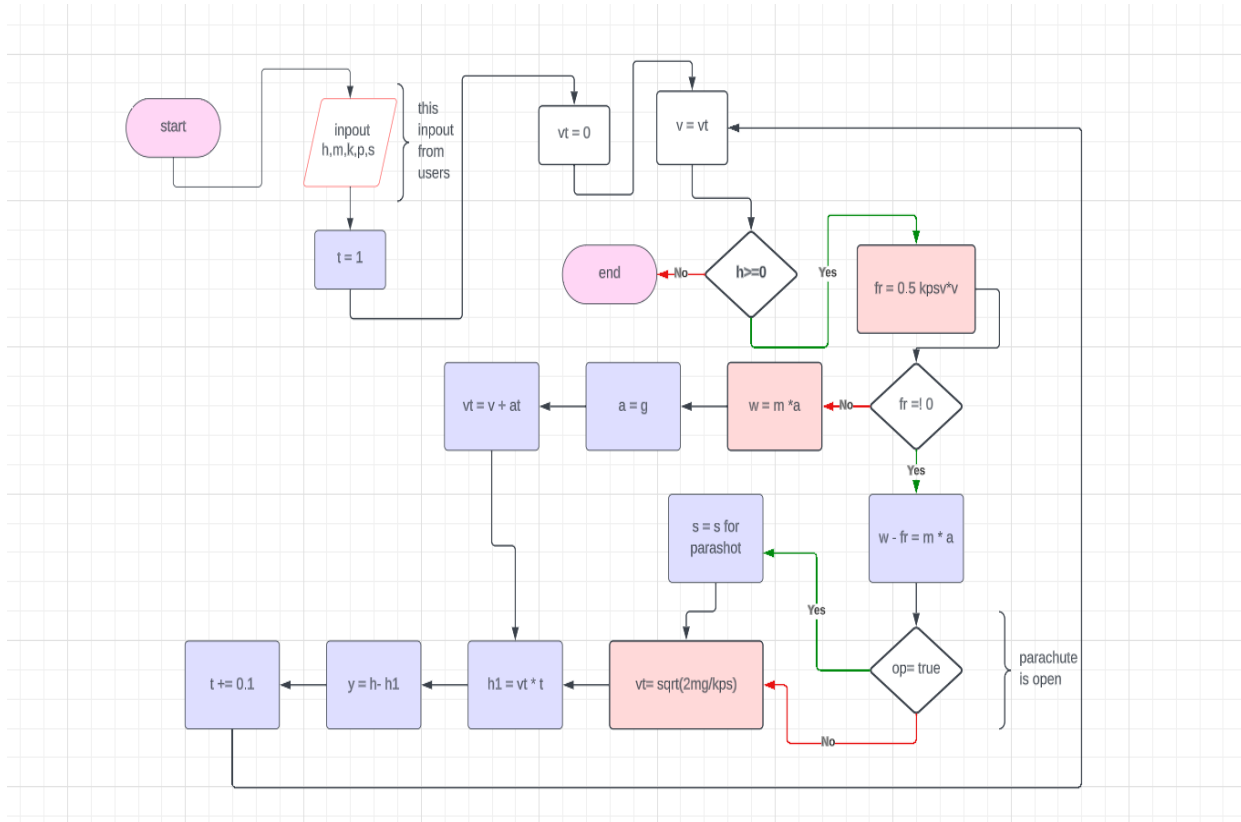 start
inpout
h,m,k,p,s
this
inpout
from
users
t = 1
vt = 0
v = vt
h>=0
No
end
Yes
fr = 0.5 kpsv*v
fr =! 0
No
w = m *a
a = g
vt = v + at
Yes
w - fr = m * a
op= true
parachute
is open
Yes
s = s for
parashot
No
vt= sqrt(2mg/kps)
h1 = vt * t
y = h- h1
t += 0.1